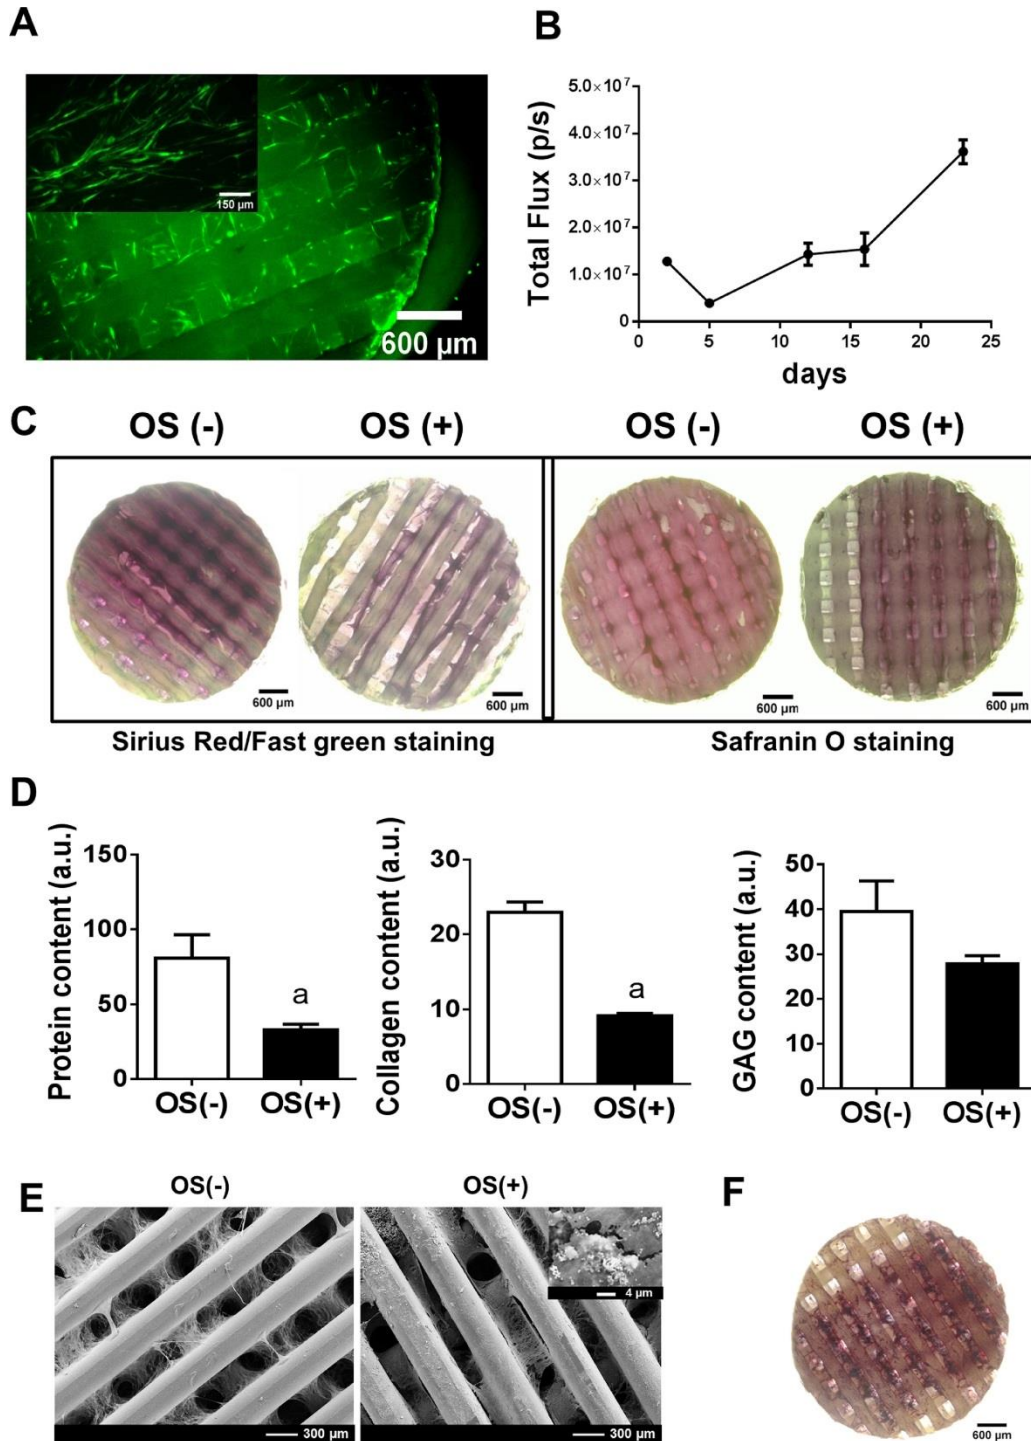 A
150 µm
600 µm
B
Total Flux (p/s)
5.0×10⁷
4.0×10⁷
3.0×10⁷
2.0×10⁷
1.0×10⁷
0
0 5 10 15 20 25
days
C
OS (-) OS (+) OS (-) OS (+)
600 µm 600 µm 600 µm 600 µm
Sirius Red/Fast green staining Safranin O staining
D
Protein content (a.u.)
150
100
50
0
a
OS(-) OS(+)
Collagen content (a.u.)
30
20
10
0
a
OS(-) OS(+)
GAG content (a.u.)
50
40
30
20
10
0
OS(-) OS(+)
E
OS(-) OS(+)
4 µm
300 µm 300 µm
F
600 µm